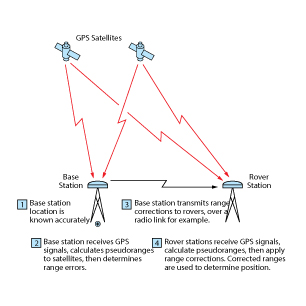 GPS Satellites
Base
Station
Rover
Station
1 Base station
location is
known accurately
3 Base station transmits range
corrections to rovers, over a
radio link for example.
2 Base station receives GPS
signals, calculates pseudoranges
to satellites, then determines
range errors.
4 Rover stations receive GPS signals,
calculate pseudoranges, then apply
range corrections. Corrected ranges
are used to determine position.